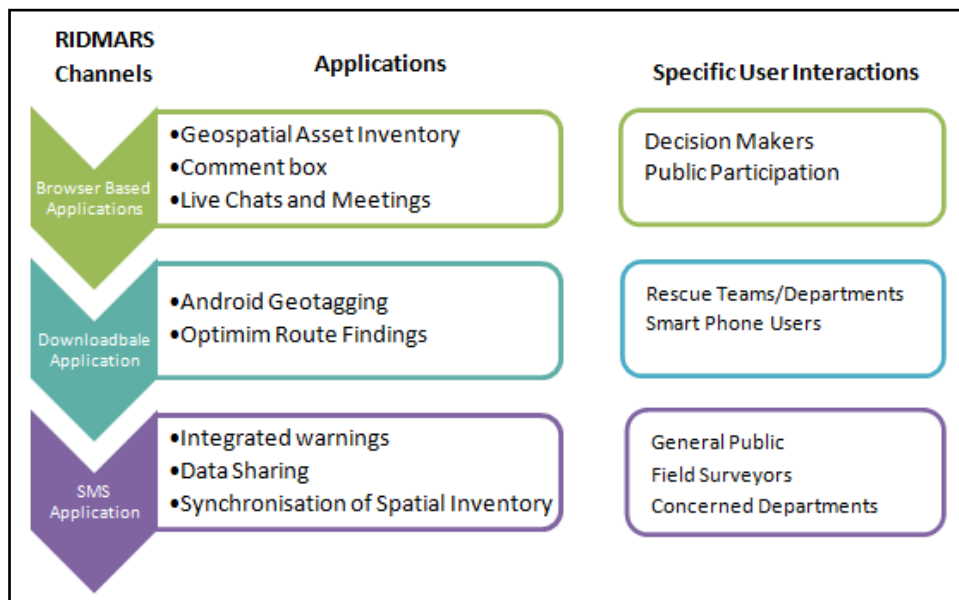 RIDMARS
Channels
Applications
Specific User Interactions
Browser Based
Applications
•Geospatial Asset Inventory
•Comment box
•Live Chats and Meetings
Decision Makers
Public Participation
Downloadbale
Application
•Android Geotagging
•Optimim Route Findings
Rescue Teams/Departments
Smart Phone Users
SMS
Application
•Integrated warnings
•Data Sharing
•Synchronisation of Spatial Inventory
General Public
Field Surveyors
Concerned Departments